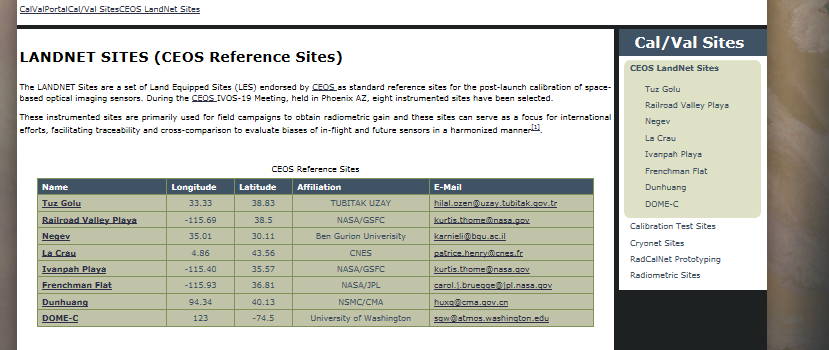 CalValPortalCal/Val SitesCEOS LandNet Sites
LANDNET SITES (CEOS Reference Sites)
The LANDNET Sites are a set of Land Equipped Sites (LES) endorsed by CEOS as standard reference sites for the post-launch calibration of space-
based optical imaging sensors. During the CEOS IVOS-19 Meeting, held in Phoenix AZ, eight instrumented sites have been selected.
These instrumented sites are primarily used for field campaigns to obtain radiometric gain and these sites can serve as a focus for international
efforts, facilitating traceability and cross-comparison to evaluate biases of in-flight and future sensors in a harmonized manner[1].
CEOS Reference Sites
Name Longitude Latitude Affiliation E-Mail
Tuz Golu 33.33 38.83 TUBITAK UZAY hilal.ozen@uzay.tubitak.gov.tr
Railroad Valley Playa -115.69 38.5 NASA/GSFC kurtis.thome@nasa.gov
Negev 35.01 30.11 Ben Gurion Univerisity karnieli@bgu.ac.il
La Crau 4.86 43.56 CNES patrice.henry@cnes.fr
Ivanpah Playa -115.40 35.57 NASA/GSFC kurtis.thome@nasa.gov
Frenchman Flat -115.93 36.81 NASA/JPL carol.j.bruegge@jpl.nasa.gov
Dunhuang 94.34 40.13 NSMC/CMA huxq@cma.gov.cn
DOME-C 123 -74.5 University of Washington sgw@atmos.washington.edu
Cal/Val Sites
CEOS LandNet Sites
Tuz Golu
Railroad Valley Playa
Negev
La Crau
Ivanpah Playa
Frenchman Flat
Dunhuang
DOME-C
Calibration Test Sites
Cryonet Sites
RadCalNet Prototyping
Radiometric Sites